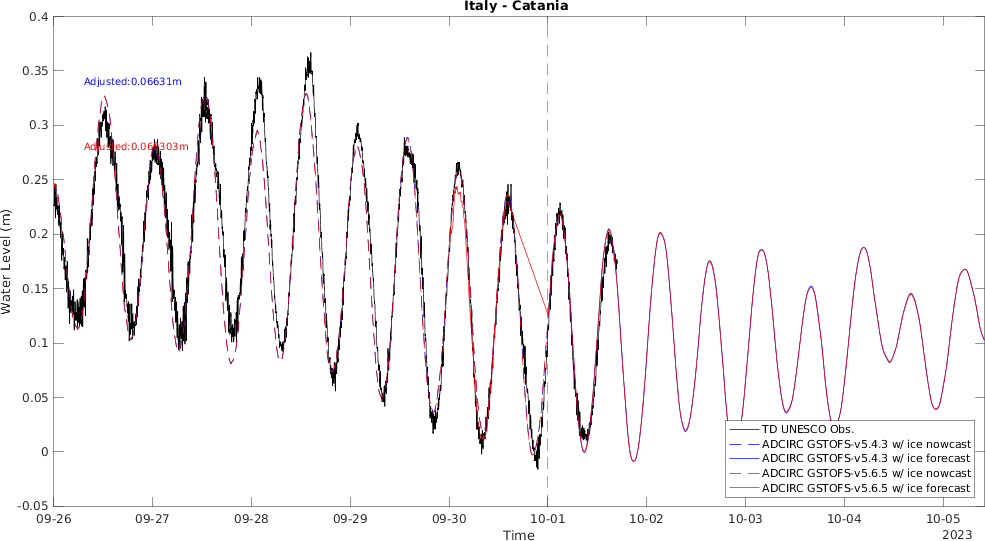 Italy - Catania
0.4
0.35
0.3
0.25
0.2
0.15
0.1
0.05
0
-0.05
Water Level (m)
Adjusted:0.06631m
09-26
09-27
09-28
09-29
09-30
10-01
10-02
10-03
10-04
10-05
Time
2023
TD UNESCO Obs.
ADCIRC GSTOFS-v5.4.3 w/ ice nowcast
ADCIRC GSTOFS-v5.4.3 w/ ice forecast
ADCIRC GSTOFS-v5.6.5 w/ ice nowcast
ADCIRC GSTOFS-v5.6.5 w/ ice forecast